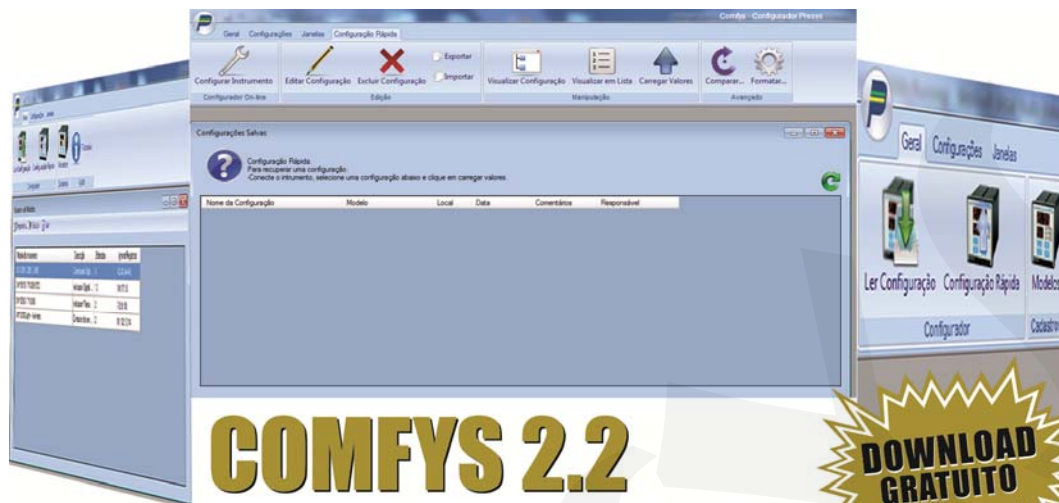 Comfys - Configurador Presys
Geral Configurações Janelas Configuração Rápida
Configurar Instrumento
Editar Configuração Excluir Configuração
Exportar
Importar
Visualizar Configuração Visualizar em Lista Carregar Valores
Comparar... Formatar...
Configurador On-line
Edição
Manipulação
Avançado
Configurações Salvas
Configuração Rápida.
Para recuperar uma configuração:
-Conecte o intrumento, selecione uma configuração abaixo e clique em carregar valores.
Nome da Configuração Modelo Local Data Comentários Responsável
Geral Configurações Janelas
Ler Configuração Configuração Rápida Modelos
Configurador
Cadastro
COMFYS 2.2
DOWNLOAD
GRATUITO